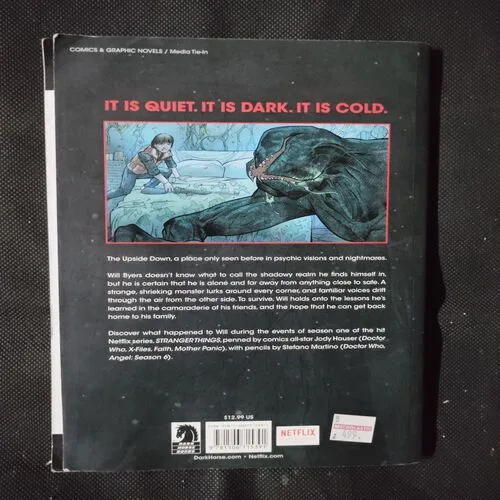 COMICS & GRAPHIC NOVELS / Media Tie-In
IT IS QUIET. IT IS DARK. IT IS COLD.
The Upside Down, a place only seen before in psychic visions and nightmares.
Will Byers doesn't know what to call the shadowy realm he finds himself in,
but he is certain that he is alone and far away from anything close to safe. A
strange, shrieking monster lurks around every corner, and familiar voices drift
through the air from the other side. To survive, Will holds onto the lessons he's
learned in the camaraderie of his friends, and the hope that he can get back
home to his family.
Discover what happened to Will during the events of season one of the hit
Netflix series, STRANGER THINGS, penned by comics all-star Jody Houser (Doctor
Who, X-Files, Faith, Mother Panic), with pencils by Stefano Martino (Doctor Who,
Angel: Season 6).
$12.99 US
DARK
HORSE
BOOKS
NETFLIX
499
DarkHorse.com • Netflix.com